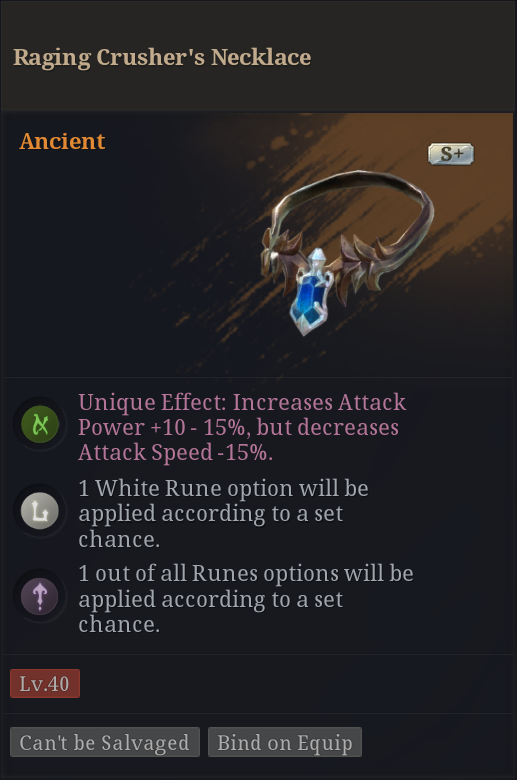 Raging Crusher's Necklace
Ancient
S+
Unique Effect: Increases Attack
Power +10 - 15%, but decreases
Attack Speed -15%.
1 White Rune option will be
applied according to a set
chance.
1 out of all Runes options will be
applied according to a set
chance.
Lv.40
Can't be Salvaged
Bind on Equip